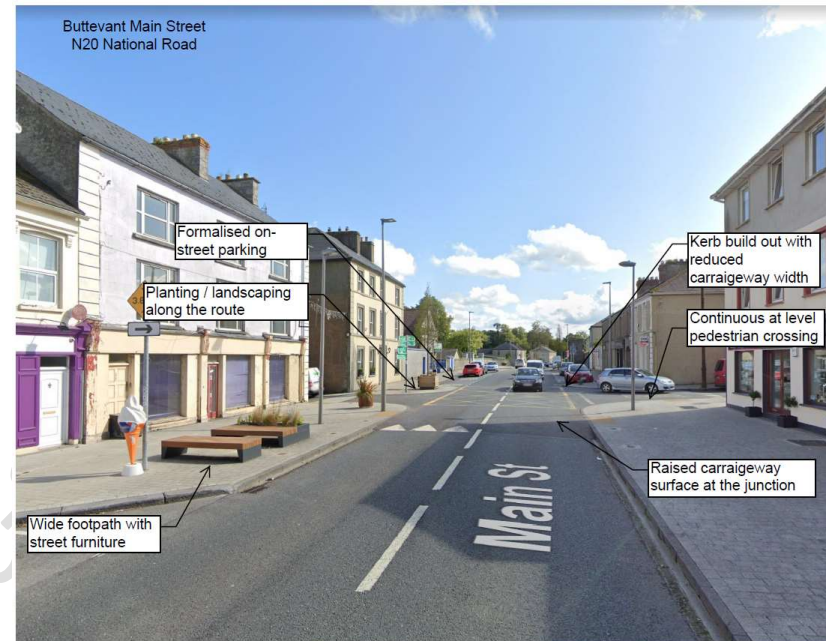 Buttevant Main Street
N20 National Road
Formalised on-
street parking
Kerb build out with
reduced
carraigeway width
Planting / landscaping
along the route
Continuous at level
pedestrian crossing
Main St
Raised carraigeway
surface at the junction
Wide footpath with
street furniture